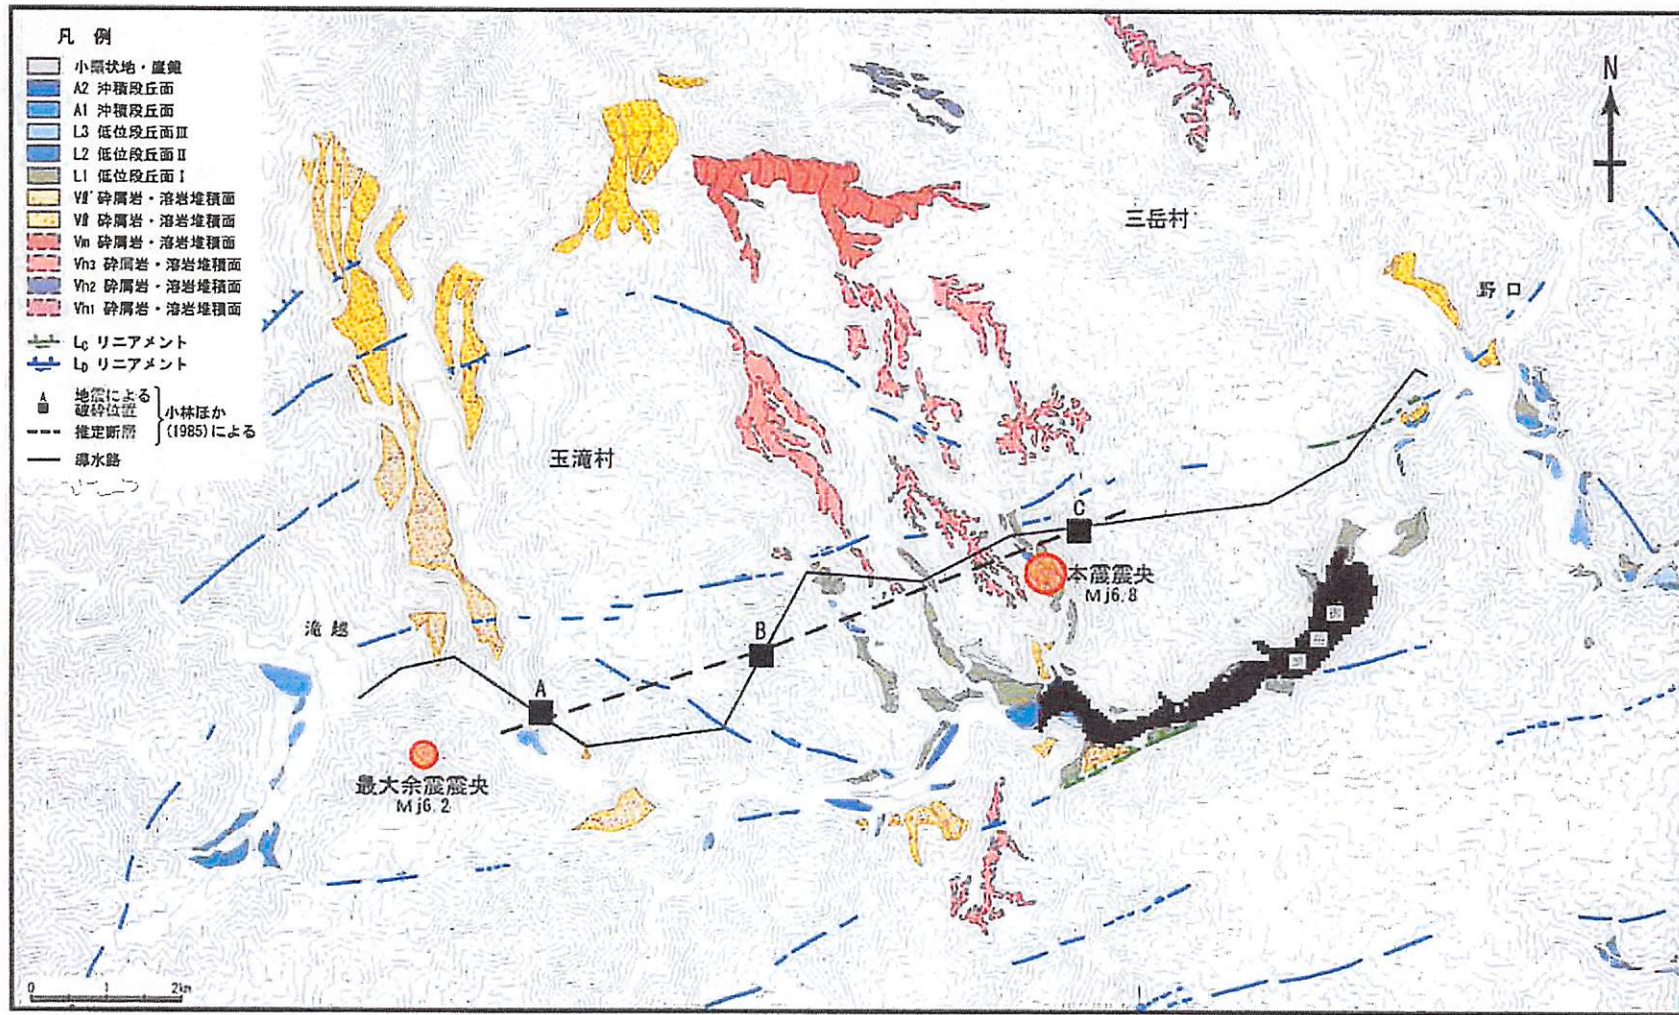 凡 例
小扇状地・崖錐
A2 沖積段丘面
A1 沖積段丘面
L3 低位段丘面Ⅲ
L2 低位段丘面Ⅱ
L1 低位段丘面Ⅰ
Vℓ' 砕屑岩・溶岩堆積面
Vℓ 砕屑岩・溶岩堆積面
Vm 砕屑岩・溶岩堆積面
Vh3 砕屑岩・溶岩堆積面
Vh2 砕屑岩・溶岩堆積面
Vh1 砕屑岩・溶岩堆積面
LC リニアメント
LD リニアメント
A 地震による
破砕位置
推定断層
小林ほか
(1985)による
導水路
N
三岳村
野口
玉滝村
C
本震震央
Mj6.8
滝越
B
A
最大余震震央
Mj6.2
0 1 2km